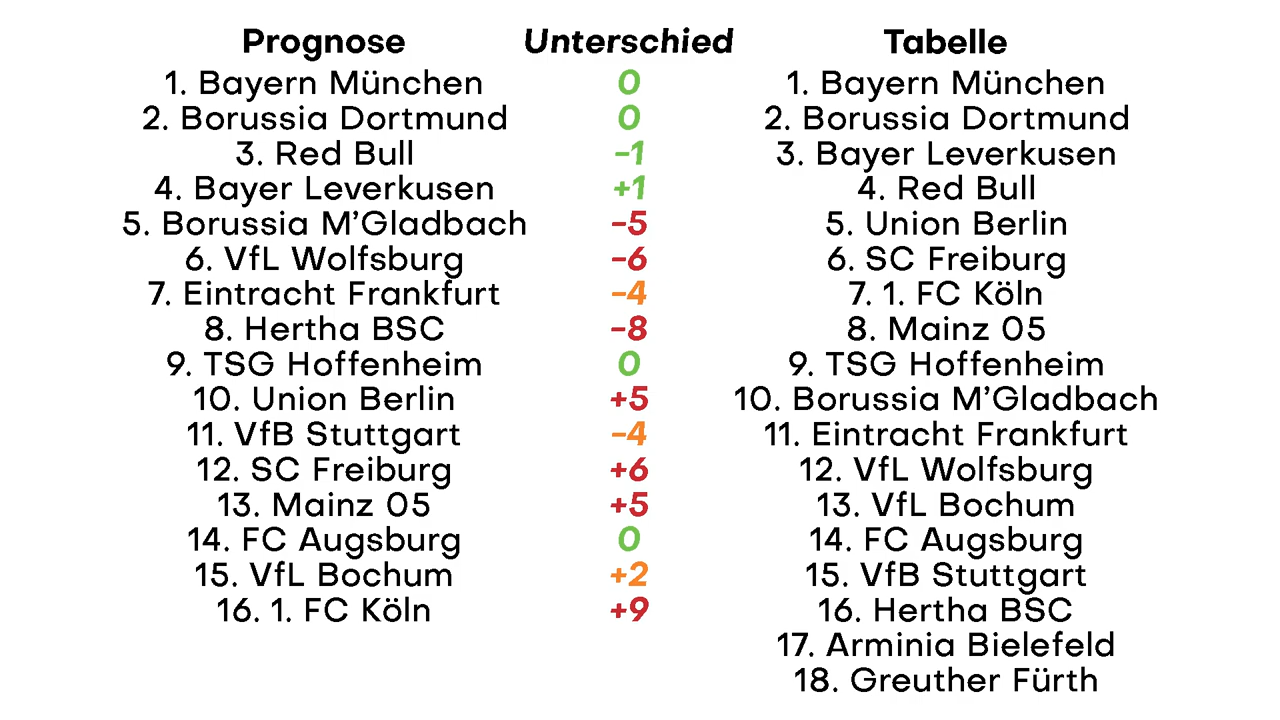 Prognose Unterschied Tabelle
1. Bayern München 0 1. Bayern München
2. Borussia Dortmund 0 2. Borussia Dortmund
3. Red Bull -1 3. Bayer Leverkusen
4. Bayer Leverkusen +1 4. Red Bull
5. Borussia M'Gladbach -5 5. Union Berlin
6. VfL Wolfsburg -6 6. SC Freiburg
7. Eintracht Frankfurt -4 7. 1. FC Köln
8. Hertha BSC -8 8. Mainz 05
9. TSG Hoffenheim 0 9. TSG Hoffenheim
10. Union Berlin +5 10. Borussia M'Gladbach
11. VfB Stuttgart -4 11. Eintracht Frankfurt
12. SC Freiburg +6 12. VfL Wolfsburg
13. Mainz 05 +5 13. VfL Bochum
14. FC Augsburg 0 14. FC Augsburg
15. VfL Bochum +2 15. VfB Stuttgart
16. 1. FC Köln +9 16. Hertha BSC
17. Arminia Bielefeld
18. Greuther Fürth